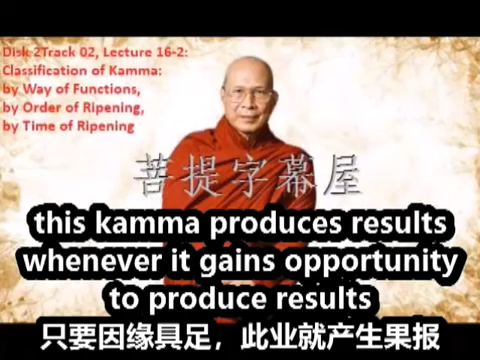 Disk 2Track 02, Lecture 16-2:
Classification of Kamma:
by Way of Functions,
by Order of Ripening,
by Time of Ripening
菩提字幕屋
this kamma produces results
whenever it gains opportunity
to produce results
只要因缘具足，此业就产生果报